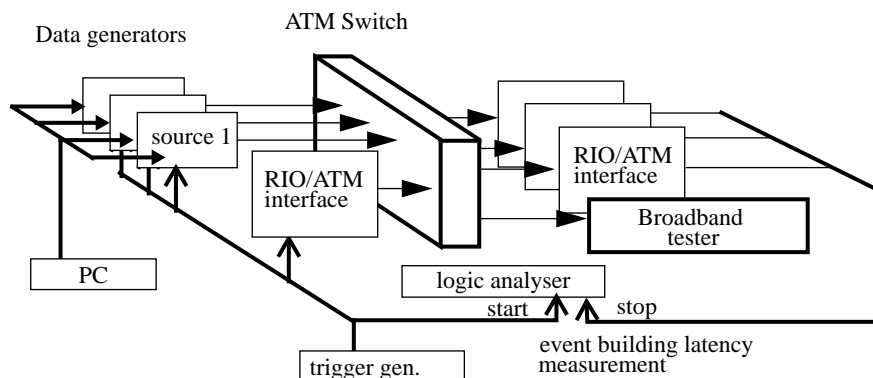 Data generators
ATM Switch
source 1
RIO/ATM
interface
RIO/ATM
interface
Broadband
tester
PC
logic analyser
start
stop
event building latency
measurement
trigger gen.